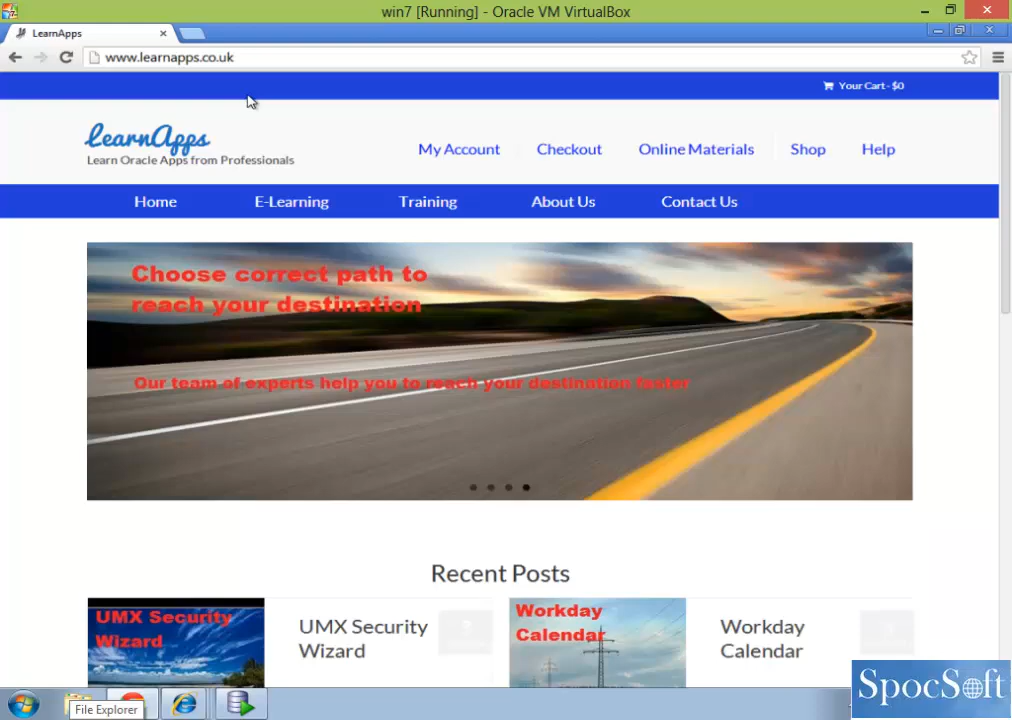 win7 [Running] - Oracle VM VirtualBox
LearnApps
www.learnapps.co.uk
Your Cart - $0
LearnApps
Learn Oracle Apps from Professionals
My Account
Checkout
Online Materials
Shop
Help
Home
E-Learning
Training
About Us
Contact Us
Choose correct path to
reach your destination
Our team of experts help you to reach your destination faster
Recent Posts
UMX Security
Wizard
UMX Security
Wizard
Workday
Calendar
Workday
Calendar
SpocSoft
File Explorer